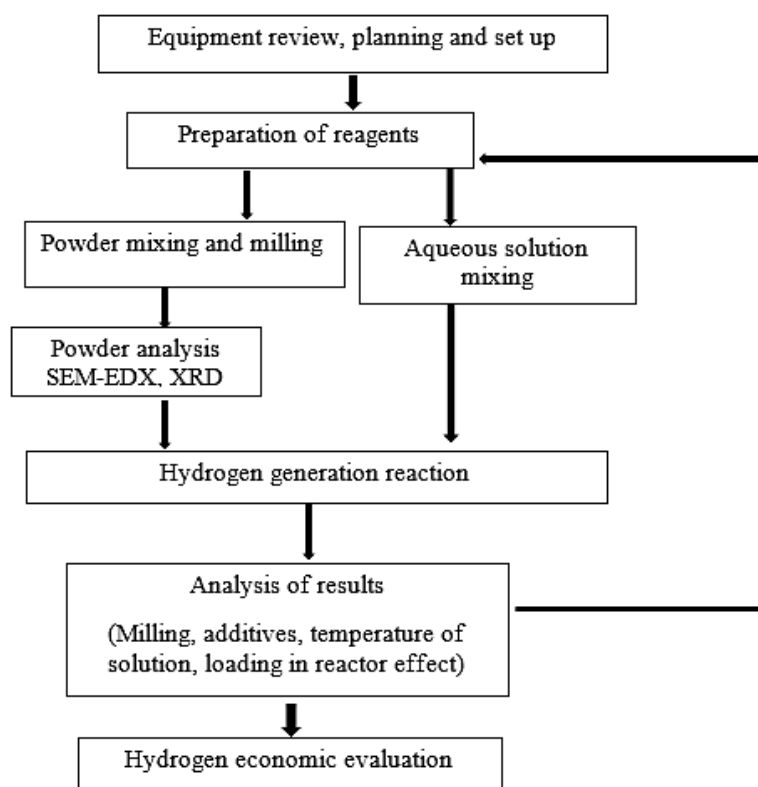 Equipment review, planning and set up
Preparation of reagents
Powder mixing and milling
Aqueous solution
mixing
Powder analysis
SEM-EDX, XRD
Hydrogen generation reaction
Analysis of results
(Milling, additives, temperature of
solution, loading in reactor effect)
Hydrogen economic evaluation